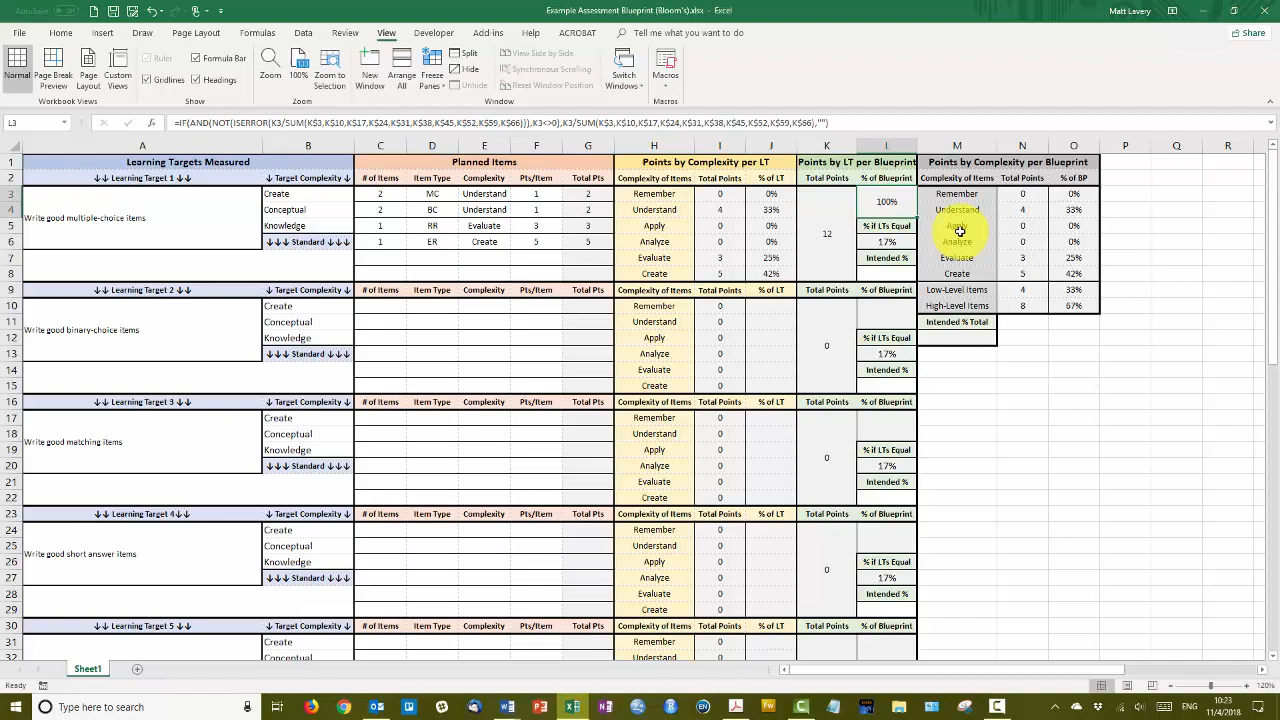 AutoSave Off
Example Assessment Blueprint (Bloom's).xlsx - Excel
Matt Lavery
File Home Insert Draw Page Layout Formulas Data Review View Developer Add-ins Help ACROBAT Tell me what you want to do Share
Normal Page Break Preview Page Layout Custom Views
Ruler Formula Bar
Gridlines Headings
Zoom 100% Zoom to Selection
New Window Arrange All Freeze Panes
Split
Hide
Unhide
View Side by Side
Synchronous Scrolling
Reset Window Position
Switch Windows Macros
Workbook Views Show Zoom Window Macros
L3 fx =IF(AND(NOT(ISERROR(K3/SUM(K$3,K$10,K$17,K$24,K$31,K$38,K$45,K$52,K$59,K$66))),K3<>0),K3/SUM(K$3,K$10,K$17,K$24,K$31,K$38,K$45,K$52,K$59,K$66),"")
A B C D E F G H I J K L M N O P Q R
1 Learning Targets Measured Planned Items Points by Complexity per LT Points by LT per Blueprint Points by Complexity per Blueprint
2 ↓↓ Learning Target 1 ↓↓ ↓ Target Complexity ↓ # of Items Item Type Complexity Pts/Item Total Pts Complexity of Items Total Points % of LT Total Points % of Blueprint Complexity of Items Total Points % of BP
3 Create 2 MC Understand 1 2 Remember 0 0% 100% Remember 0 0%
4 Write good multiple-choice items Conceptual 2 BC Understand 1 2 Understand 4 33% Understand 4 33%
5 Knowledge 1 RR Evaluate 3 3 Apply 0 0% 12 % if LTs Equal Apply 0 0%
6 ↓↓↓ Standard ↓↓↓ 1 ER Create 5 5 Analyze 0 0% 17% Analyze 0 0%
7 Evaluate 3 25% Intended % Evaluate 3 25%
8 Create 5 42% Create 5 42%
9 ↓↓ Learning Target 2 ↓↓ ↓ Target Complexity ↓ # of Items Item Type Complexity Pts/Item Total Pts Complexity of Items Total Points % of LT Total Points % of Blueprint Low-Level Items 4 33%
10 Create Remember 0 High-Level Items 8 67%
11 Write good binary-choice items Conceptual Understand 0 Intended % Total
12 Knowledge Apply 0 0 % if LTs Equal
13 ↓↓↓ Standard ↓↓↓ Analyze 0 17%
14 Evaluate 0 Intended %
15 Create 0
16 ↓↓ Learning Target 3 ↓↓ ↓ Target Complexity ↓ # of Items Item Type Complexity Pts/Item Total Pts Complexity of Items Total Points % of LT Total Points % of Blueprint
17 Create Remember 0
18 Write good matching items Conceptual Understand 0
19 Knowledge Apply 0 0 % if LTs Equal
20 ↓↓↓ Standard ↓↓↓ Analyze 0 17%
21 Evaluate 0 Intended %
22 Create 0
23 ↓↓ Learning Target 4 ↓↓ ↓ Target Complexity ↓ # of Items Item Type Complexity Pts/Item Total Pts Complexity of Items Total Points % of LT Total Points % of Blueprint
24 Create Remember 0
25 Write good short answer items Conceptual Understand 0
26 Knowledge Apply 0 0 % if LTs Equal
27 ↓↓↓ Standard ↓↓↓ Analyze 0 17%
28 Evaluate 0 Intended %
29 Create 0
30 ↓↓ Learning Target 5 ↓↓ ↓ Target Complexity ↓ # of Items Item Type Complexity Pts/Item Total Pts Complexity of Items Total Points % of LT Total Points % of Blueprint
31 Create Remember 0
32 Conceptual Understand 0
Sheet1
Ready 120%
Type here to search
10:23
11/4/2018